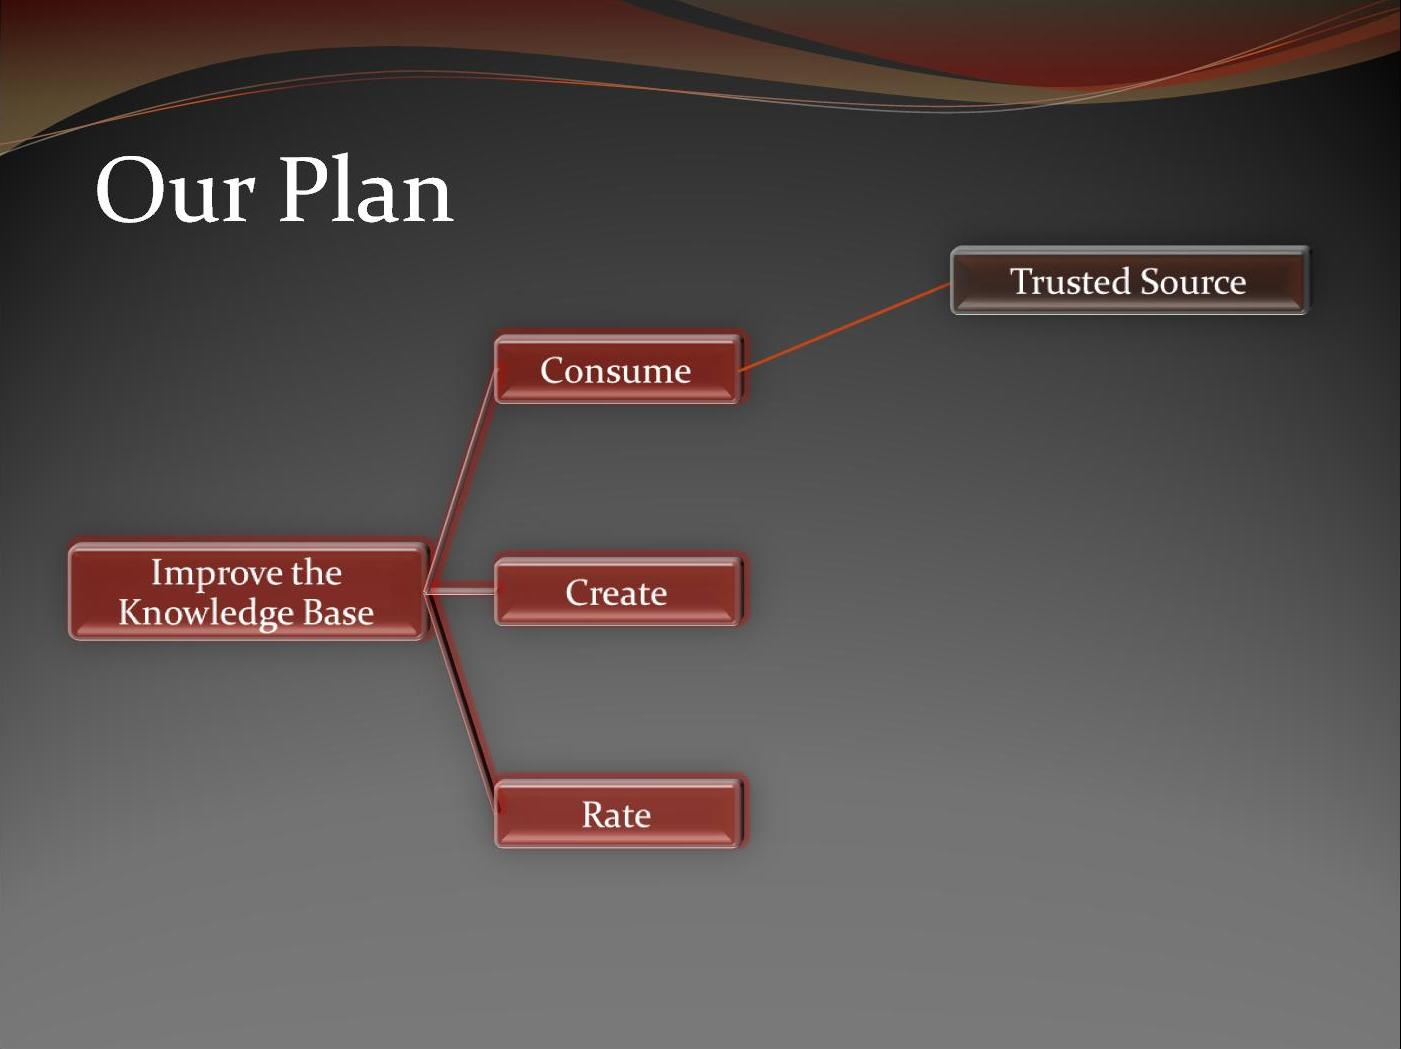 Our Plan
Trusted Source
Consume
Improve the
Knowledge Base
Create
Rate